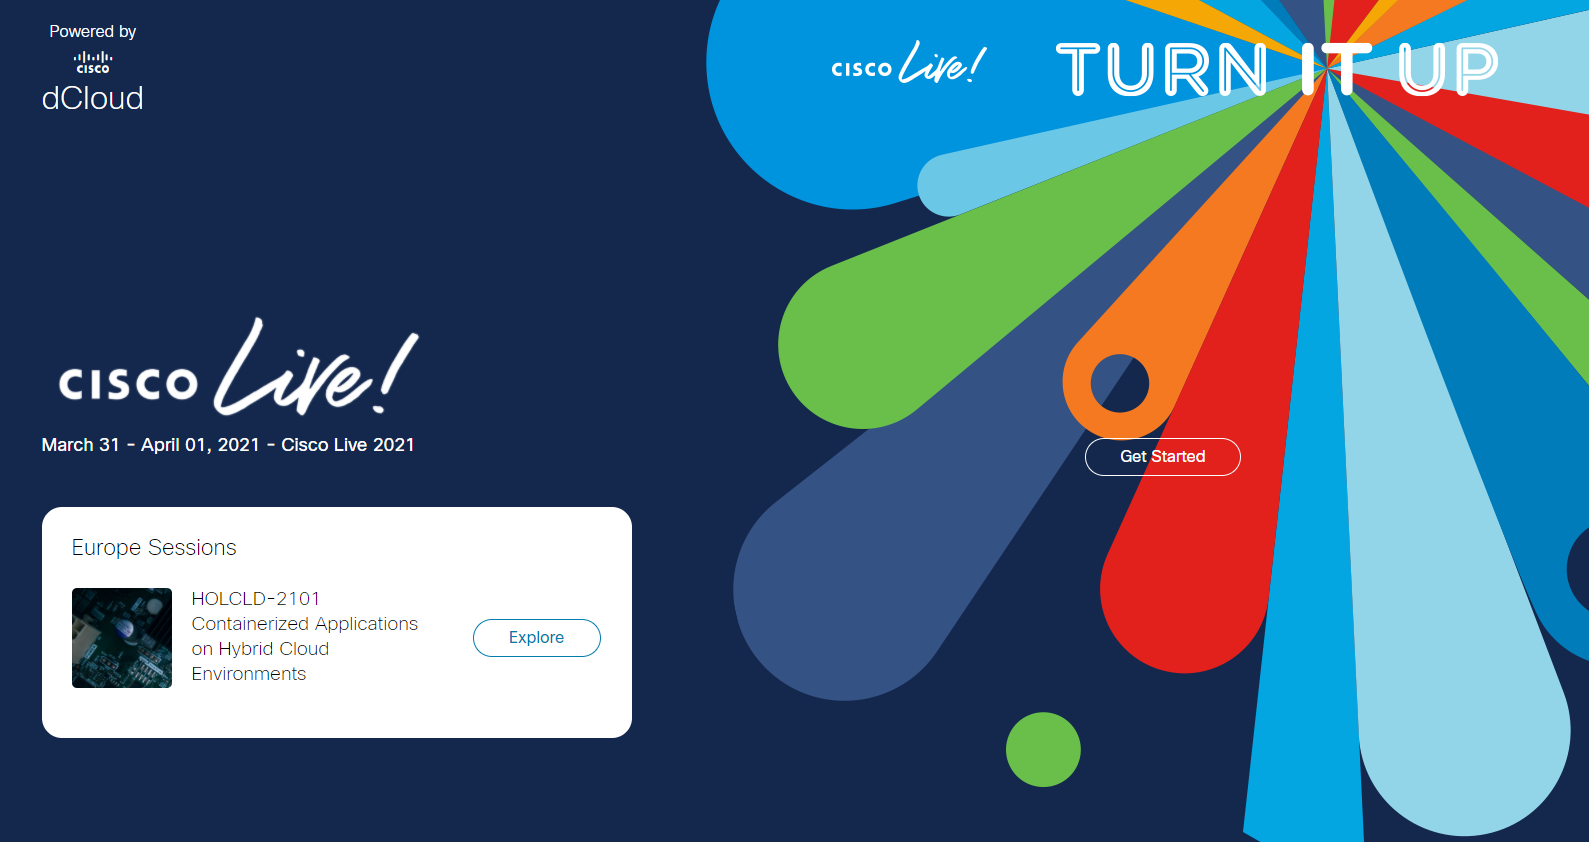 Powered by
CISCO
dCloud
CISCO Live!
TURN IT UP
CISCO Live!
March 31 - April 01, 2021 - Cisco Live 2021
Get Started
Europe Sessions
HOLCLD-2101
Containerized Applications
on Hybrid Cloud
Environments
Explore